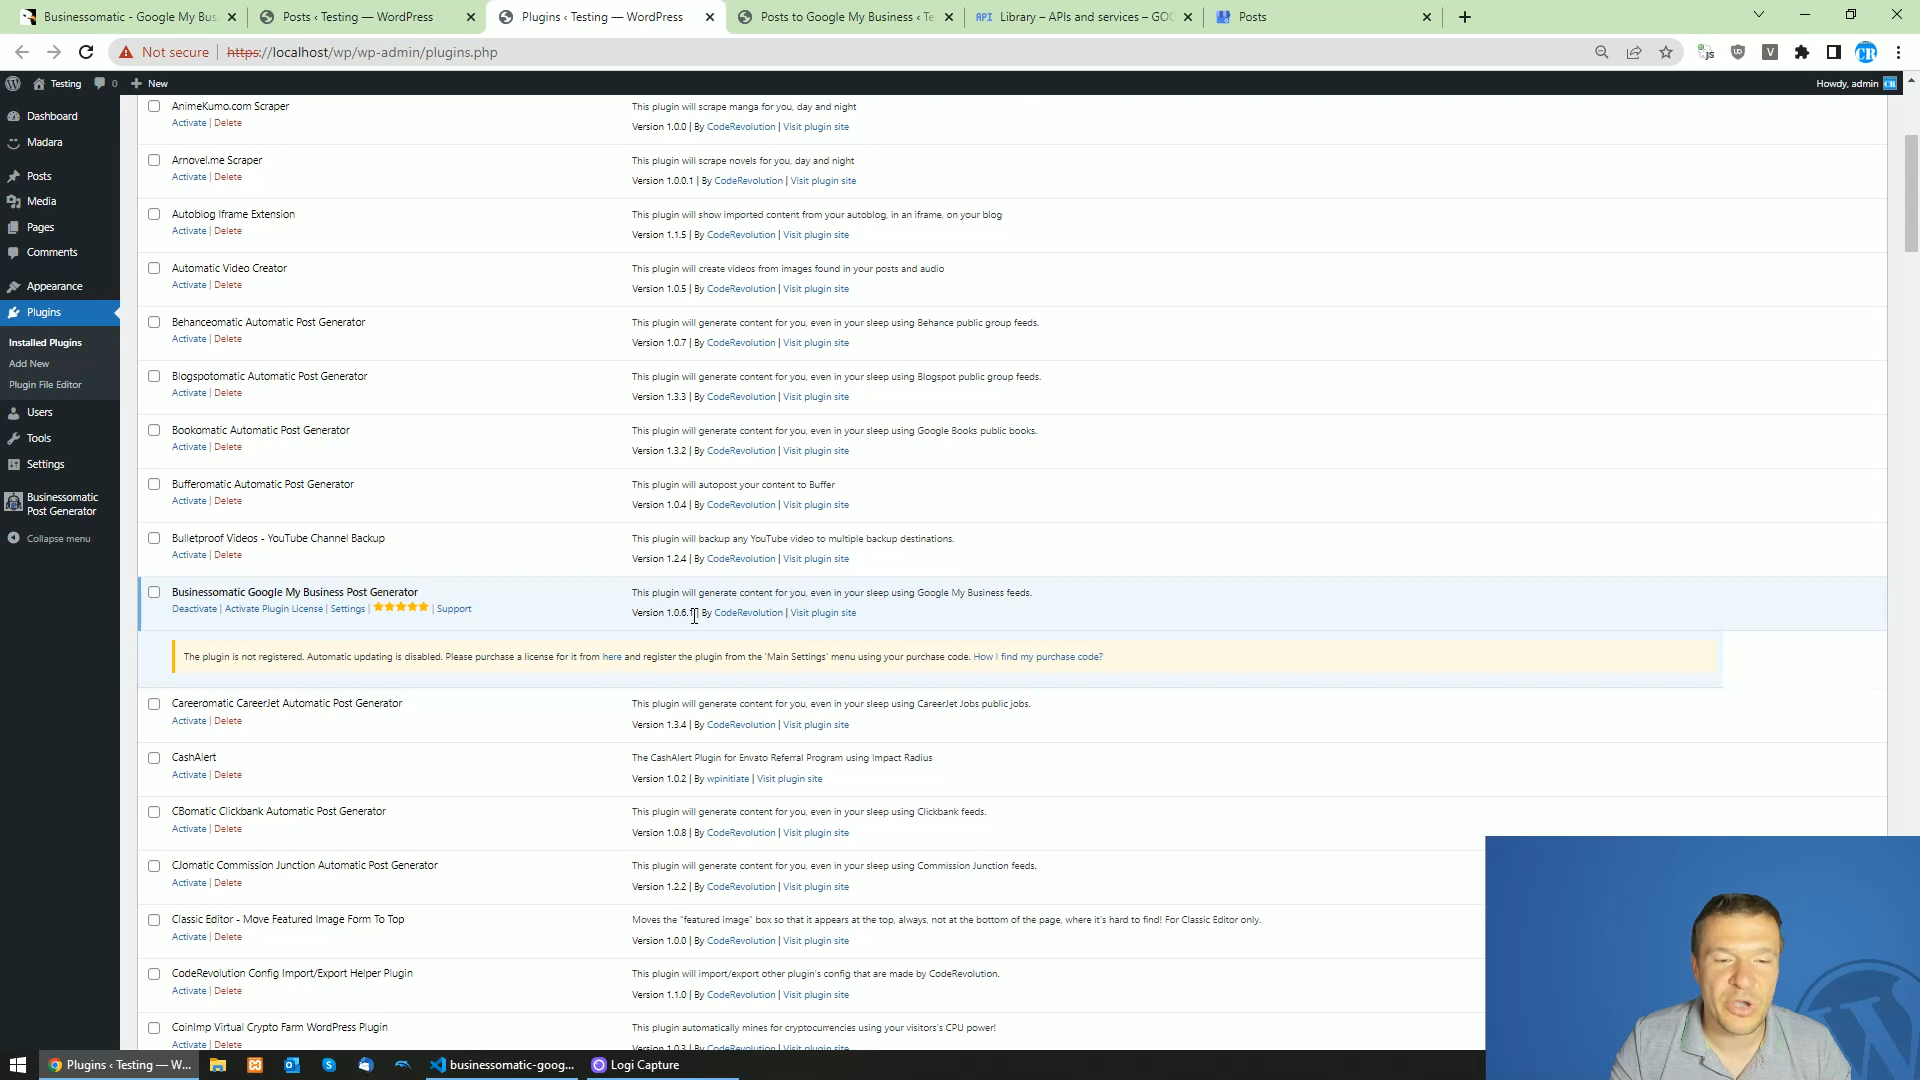 Businessomatic - Google My Bus
Posts ‹ Testing — WordPress
Plugins ‹ Testing — WordPress
Posts to Google My Business ‹ Te
API Library – APIs and services – GOO
Posts
Not secure https://localhost/wp/wp-admin/plugins.php
Testing 0 New
Howdy, admin
Dashboard
Madara
Posts
Media
Pages
Comments
Appearance
Plugins
Installed Plugins
Add New
Plugin File Editor
Users
Tools
Settings
Businessomatic
Post Generator
Collapse menu
AnimeKumo.com Scraper
Activate | Delete
This plugin will scrape manga for you, day and night
Version 1.0.0 | By CodeRevolution | Visit plugin site
Arnovel.me Scraper
Activate | Delete
This plugin will scrape novels for you, day and night
Version 1.0.0.1 | By CodeRevolution | Visit plugin site
Autoblog Iframe Extension
Activate | Delete
This plugin will show imported content from your autoblog, in an iframe, on your blog
Version 1.1.5 | By CodeRevolution | Visit plugin site
Automatic Video Creator
Activate | Delete
This plugin will create videos from images found in your posts and audio
Version 1.0.5 | By CodeRevolution | Visit plugin site
Behanceomatic Automatic Post Generator
Activate | Delete
This plugin will generate content for you, even in your sleep using Behance public group feeds.
Version 1.0.7 | By CodeRevolution | Visit plugin site
Blogspotomatic Automatic Post Generator
Activate | Delete
This plugin will generate content for you, even in your sleep using Blogspot public group feeds.
Version 1.3.3 | By CodeRevolution | Visit plugin site
Bookomatic Automatic Post Generator
Activate | Delete
This plugin will generate content for you, even in your sleep using Google Books public books.
Version 1.3.2 | By CodeRevolution | Visit plugin site
Bufferomatic Automatic Post Generator
Activate | Delete
This plugin will autopost your content to Buffer
Version 1.0.4 | By CodeRevolution | Visit plugin site
Bulletproof Videos - YouTube Channel Backup
Activate | Delete
This plugin will backup any YouTube video to multiple backup destinations.
Version 1.2.4 | By CodeRevolution | Visit plugin site
Businessomatic Google My Business Post Generator
Deactivate | Activate Plugin License | Settings | ★★★★★ | Support
This plugin will generate content for you, even in your sleep using Google My Business feeds.
Version 1.0.6.1 | By CodeRevolution | Visit plugin site
The plugin is not registered. Automatic updating is disabled. Please purchase a license for it from here and register the plugin from the 'Main Settings' menu using your purchase code. How I find my purchase code?
Careeromatic CareerJet Automatic Post Generator
Activate | Delete
This plugin will generate content for you, even in your sleep using CareerJet Jobs public jobs.
Version 1.3.4 | By CodeRevolution | Visit plugin site
CashAlert
Activate | Delete
The CashAlert Plugin for Envato Referral Program using Impact Radius
Version 1.0.2 | By wpinitiate | Visit plugin site
CBomatic Clickbank Automatic Post Generator
Activate | Delete
This plugin will generate content for you, even in your sleep using Clickbank feeds.
Version 1.0.8 | By CodeRevolution | Visit plugin site
CJomatic Commission Junction Automatic Post Generator
Activate | Delete
This plugin will generate content for you, even in your sleep using Commission Junction feeds.
Version 1.2.2 | By CodeRevolution | Visit plugin site
Classic Editor - Move Featured Image Form To Top
Activate | Delete
Moves the "featured image" box so that it appears at the top, always, not at the bottom of the page, where it's hard to find! For Classic Editor only.
Version 1.0.0 | By CodeRevolution | Visit plugin site
CodeRevolution Config Import/Export Helper Plugin
Activate | Delete
This plugin will import/export other plugin's config that are made by CodeRevolution.
Version 1.1.0 | By CodeRevolution | Visit plugin site
CoinImp Virtual Crypto Farm WordPress Plugin
Activate | Delete
This plugin automatically mines for cryptocurrencies using your visitors's CPU power!
Version 1.0.3 | By CodeRevolution | Visit plugin site
Plugins ‹ Testing — W...
businessomatic-goog...
Logi Capture